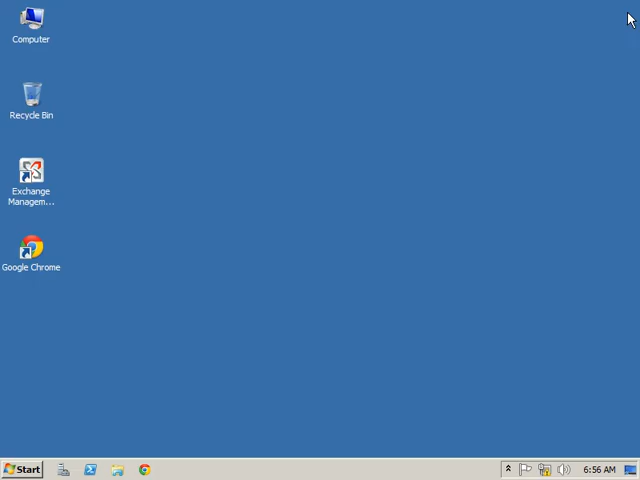 Computer
Recycle Bin
Exchange
Managem...
Google Chrome
Start
6:56 AM